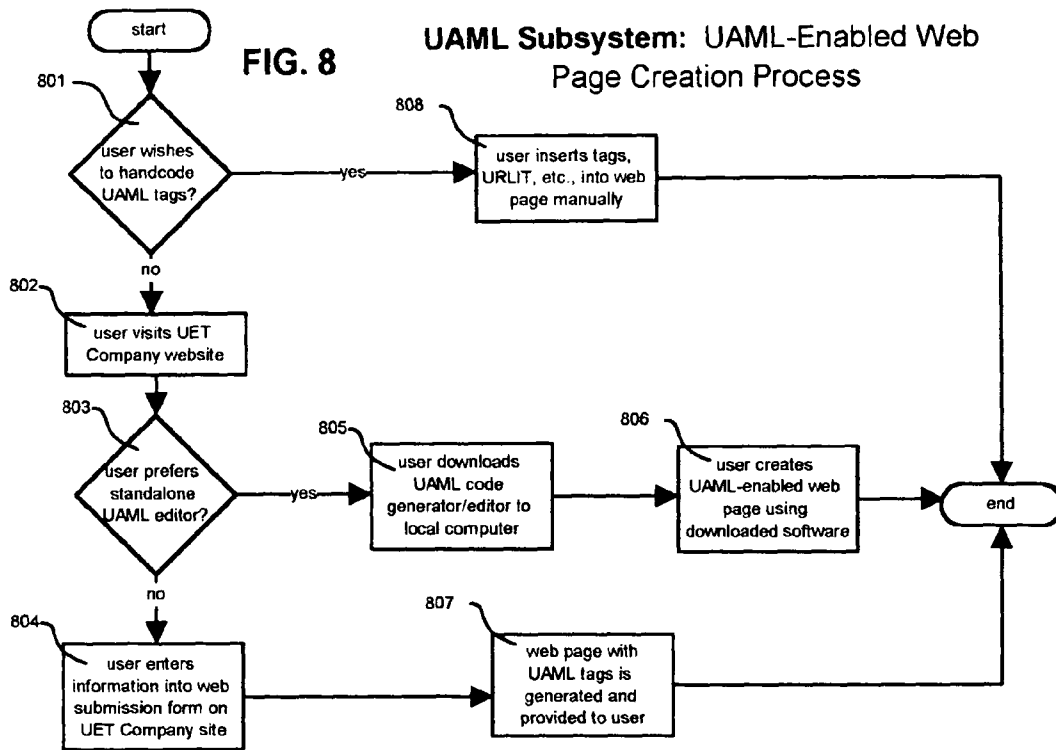 start
FIG. 8
UAML Subsystem: UAML-Enabled Web
Page Creation Process
801
user wishes
to handcode
UAML tags?
yes
808
user inserts tags,
URLIT, etc., into web
page manually
no
802
user visits UET
Company website
803
user prefers
standalone
UAML editor?
yes
805
user downloads
UAML code
generator/editor to
local computer
806
user creates
UAML-enabled web
page using
downloaded software
end
no
804
user enters
information into web
submission form on
UET Company site
807
web page with
UAML tags is
generated and
provided to user